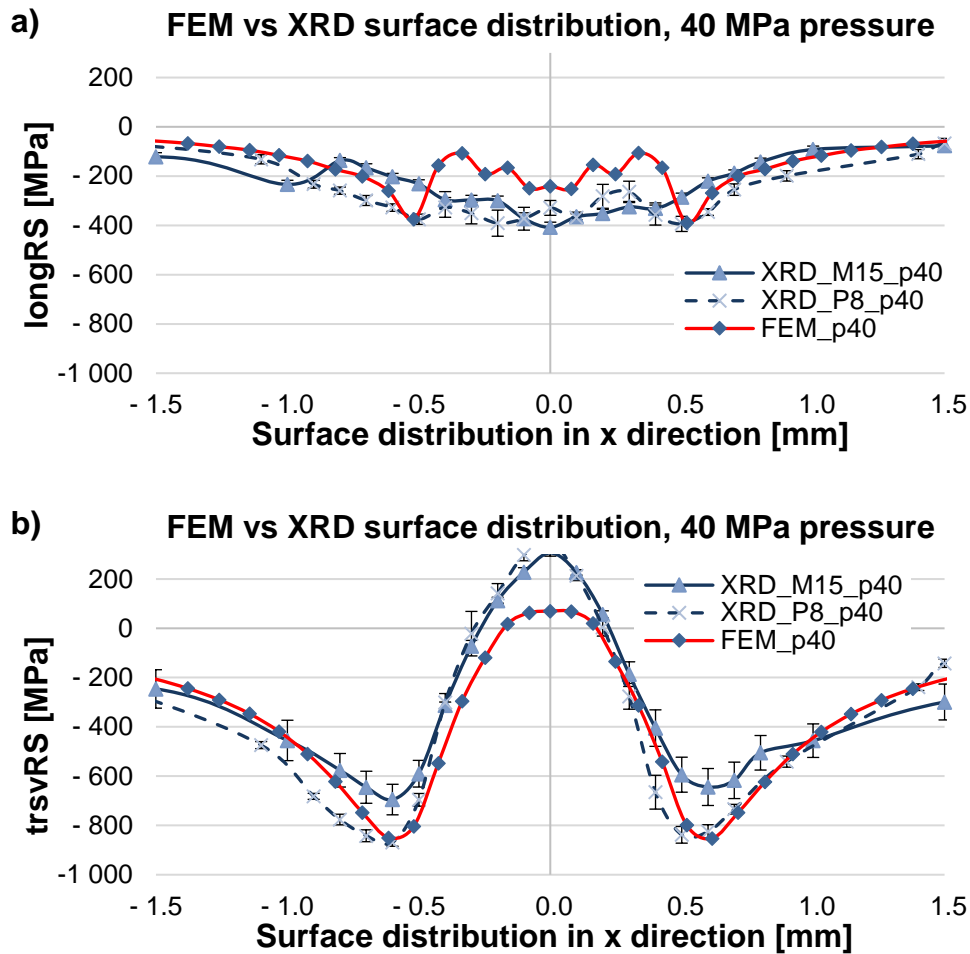 a)
FEM vs XRD surface distribution, 40 MPa pressure
longRS [MPa]
200
0
- 200
- 400
- 600
- 800
-1 000
XRD_M15_p40
XRD_P8_p40
FEM_p40
- 1.5 - 1.0 - 0.5 0.0 0.5 1.0 1.5
Surface distribution in x direction [mm]
b)
FEM vs XRD surface distribution, 40 MPa pressure
trsvRS [MPa]
200
0
- 200
- 400
- 600
- 800
-1 000
XRD_M15_p40
XRD_P8_p40
FEM_p40
- 1.5 - 1.0 - 0.5 0.0 0.5 1.0 1.5
Surface distribution in x direction [mm]